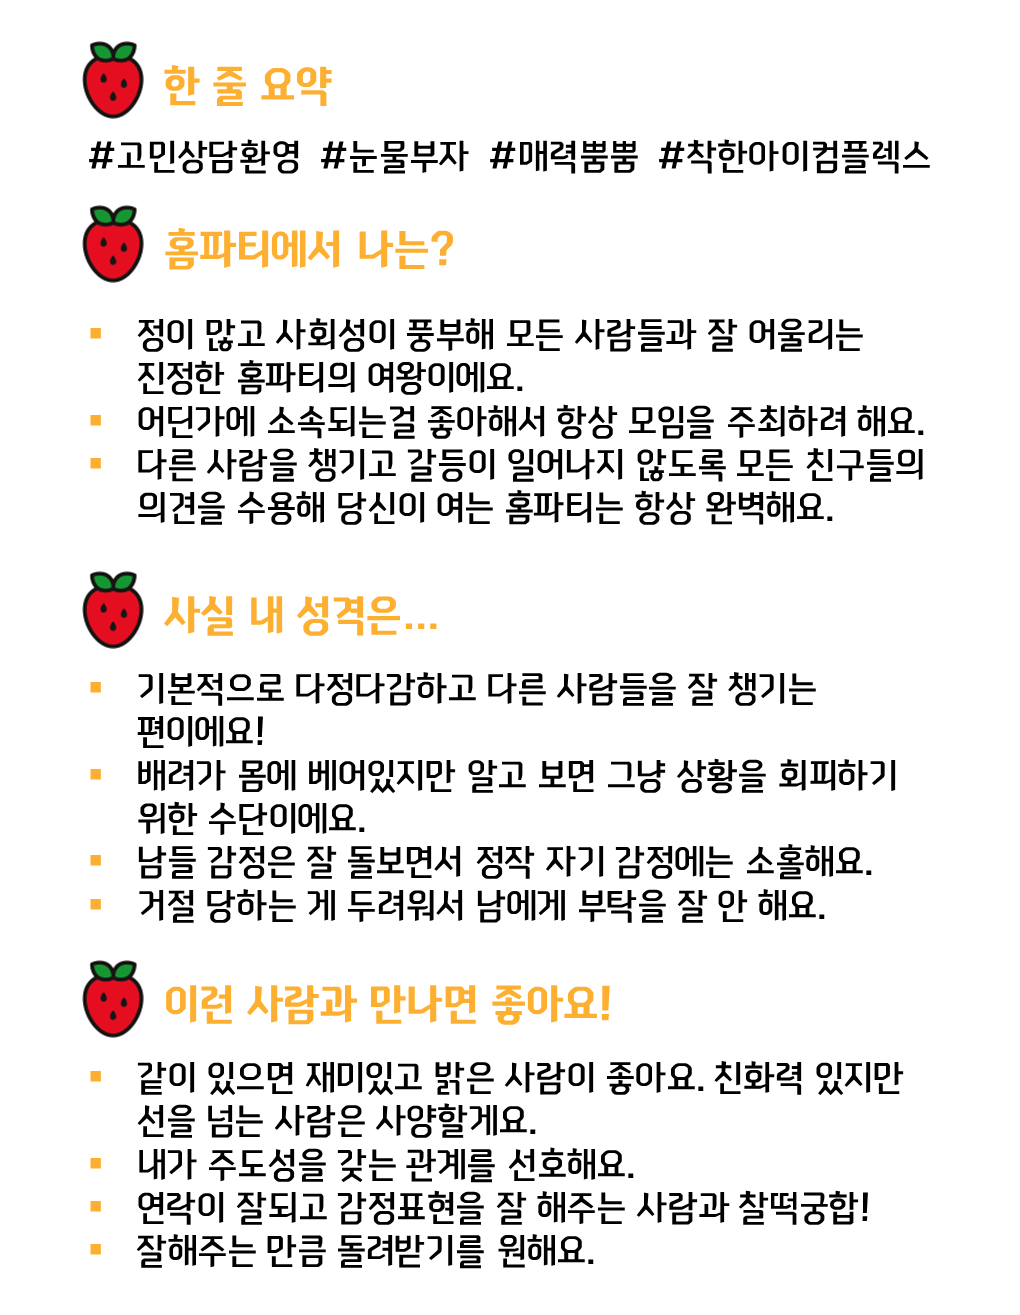 한 줄 요약
#고민상담환영 #눈물부자 #매력뿜뿜 #착한아이컴플렉스
홈파티에서 나는?
▪ 정이 많고 사회성이 풍부해 모든 사람들과 잘 어울리는
진정한 홈파티의 여왕이에요.
▪ 어딘가에 소속되는걸 좋아해서 항상 모임을 주최하려 해요.
▪ 다른 사람을 챙기고 갈등이 일어나지 않도록 모든 친구들의
의견을 수용해 당신이 여는 홈파티는 항상 완벽해요.
사실 내 성격은...
▪ 기본적으로 다정다감하고 다른 사람들을 잘 챙기는
편이에요!
▪ 배려가 몸에 베어있지만 알고 보면 그냥 상황을 회피하기
위한 수단이에요.
▪ 남들 감정은 잘 돌보면서 정작 자기 감정에는 소홀해요.
▪ 거절 당하는 게 두려워서 남에게 부탁을 잘 안 해요.
이런 사람과 만나면 좋아요!
▪ 같이 있으면 재미있고 밝은 사람이 좋아요. 친화력 있지만
선을 넘는 사람은 사양할게요.
▪ 내가 주도성을 갖는 관계를 선호해요.
▪ 연락이 잘되고 감정표현을 잘 해주는 사람과 찰떡궁합!
▪ 잘해주는 만큼 돌려받기를 원해요.